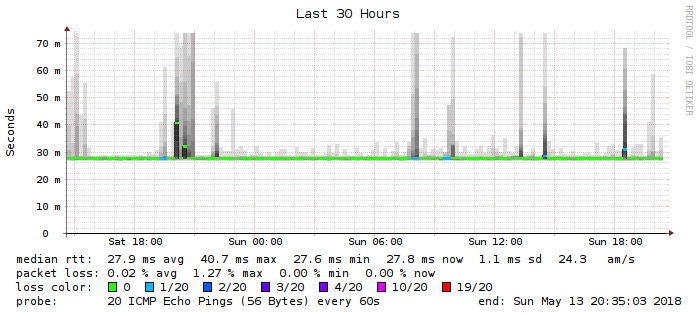 Last 30 Hours
RRDTOOL / TOBI OETIKER
Seconds
70 m
60 m
50 m
40 m
30 m
20 m
10 m
0
Sat 18:00 Sun 00:00 Sun 06:00 Sun 12:00 Sun 18:00
median rtt: 27.9 ms avg 40.7 ms max 27.6 ms min 27.8 ms now 1.1 ms sd 24.3 am/s
packet loss: 0.02 % avg 1.27 % max 0.00 % min 0.00 % now
loss color: 0 1/20 2/20 3/20 4/20 10/20 19/20
probe: 20 ICMP Echo Pings (56 Bytes) every 60s end: Sun May 13 20:35:03 2018